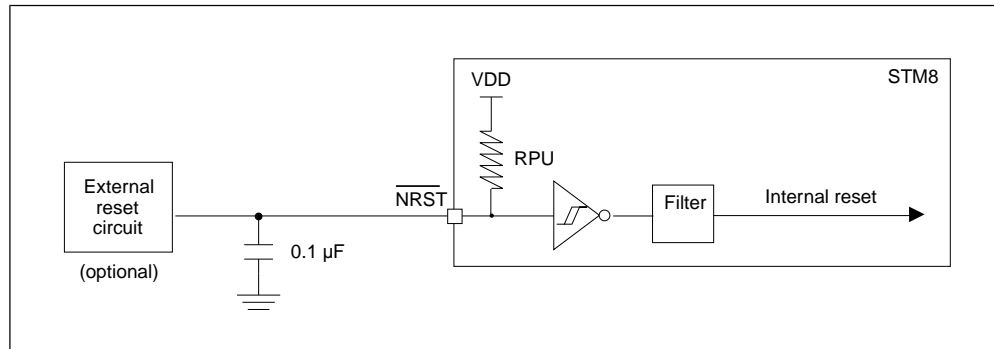 STM8
VDD
RPU
External
reset
circuit
(optional)
NRST
0.1 µF
Filter
Internal reset